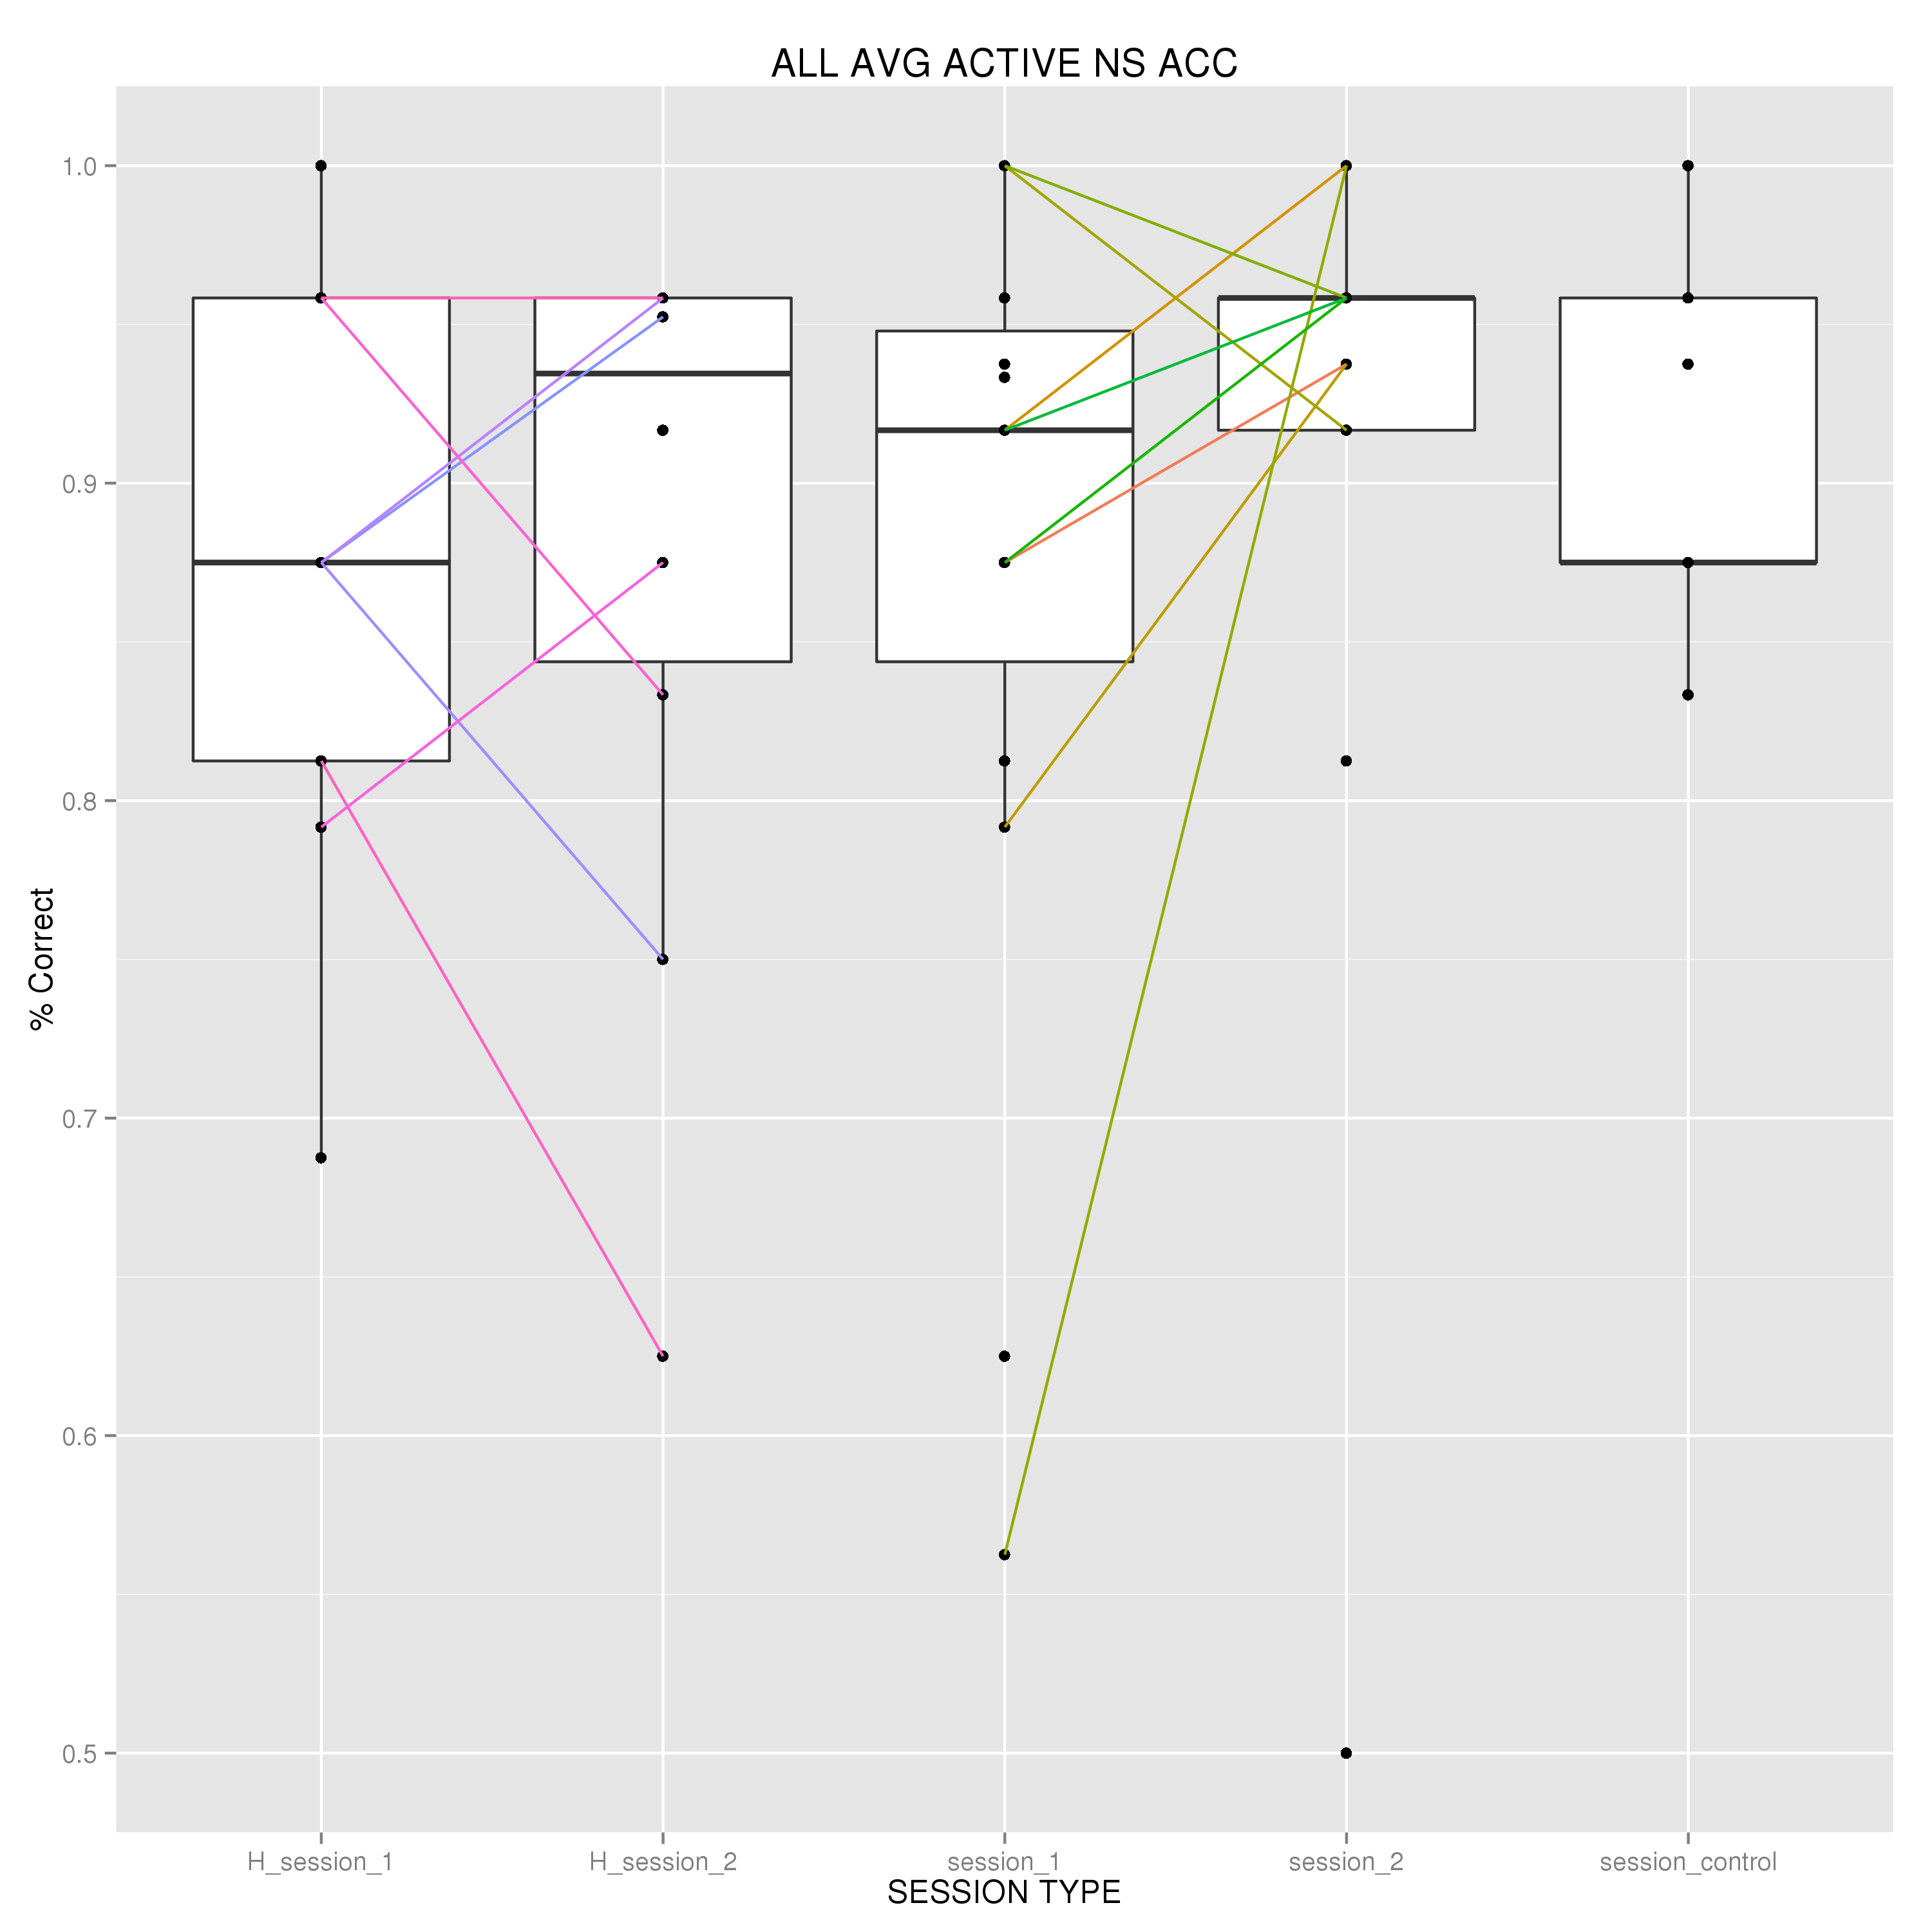 ALL AVG ACTIVE NS ACC
1.0
0.9
0.8
0.7
0.6
0.5
% Correct
H_session_1 H_session_2 session_1 session_2 session_control
SESSION TYPE